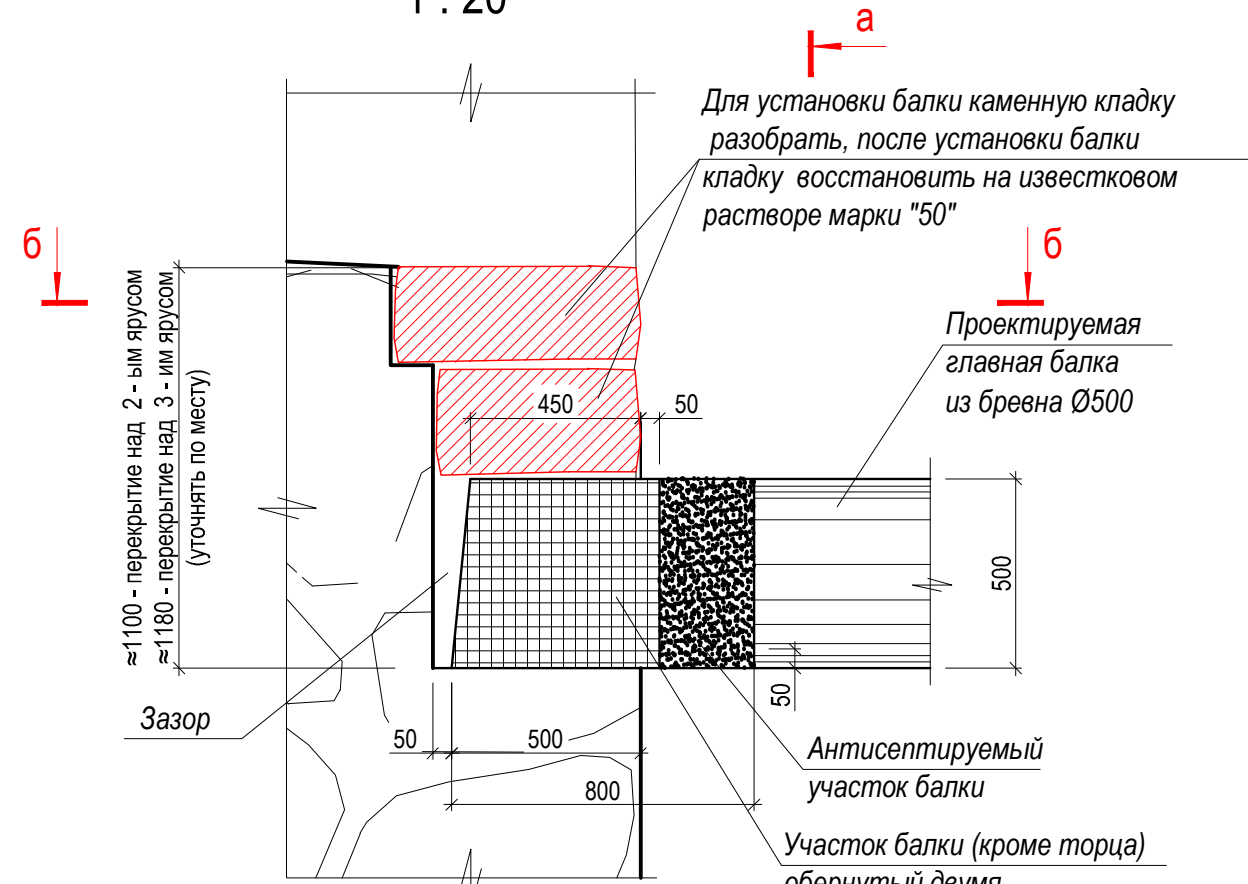 1 : 20
а
Для установки балки каменную кладку
разобрать, после установки балки
кладку восстановить на известковом
растворе марки "50"
б
б
≈1100 - перекрытие над 2 - ым ярусом
≈1180 - перекрытие над 3 - им ярусом
(уточнять по месту)
Проектируемая
главная балка
из бревна Ø500
450
50
500
50
Зазор
50
500
800
Антисептируемый
участок балки
Участок балки (кроме торца)
обернутый двумя